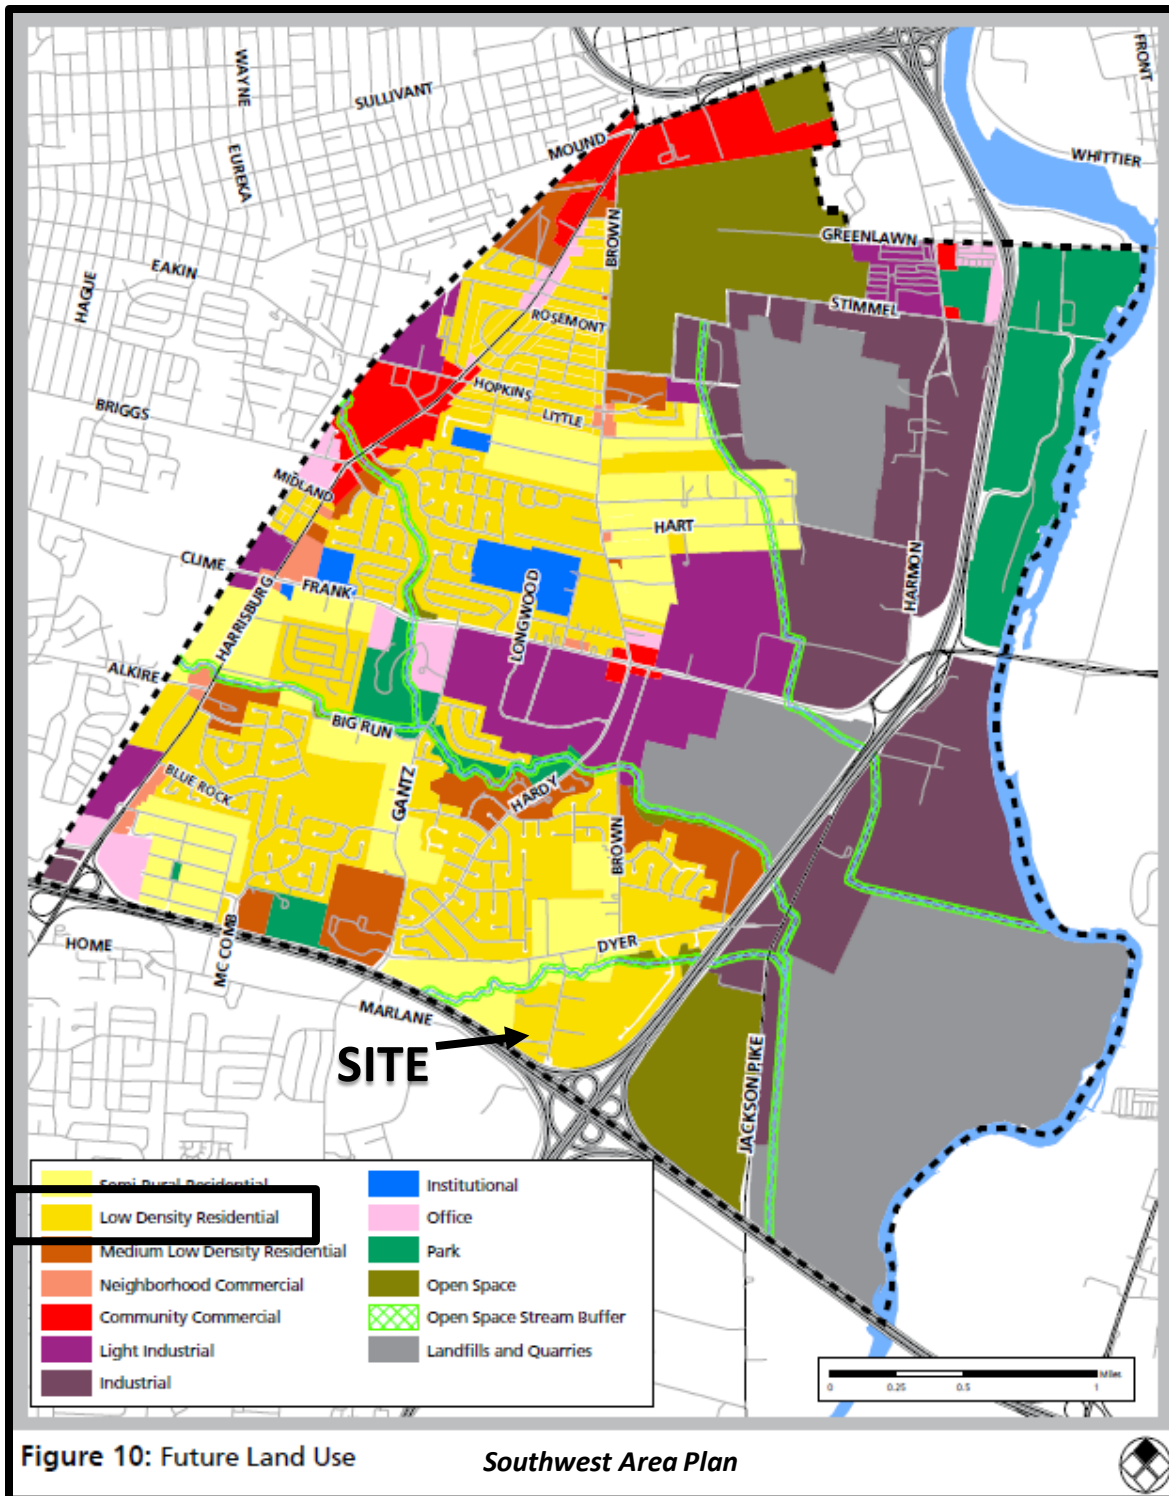 WAYNE
FRONT
SULLIVANT
EUREKA
MOUND
WHITTIER
BROWN
GREENLAWN
EAKIN
HAGUE
STIMMEL
ROSEMONT
HOPKINS
LITTLE
BRIGGS
MIDLAND
HART
CLIME
FRANK
HARRISBURG
LONGWOOD
HARMON
ALKIRE
BIG RUN
BLUE ROCK
GANTZ
HARDY
BROWN
HOME
MC COMB
DYER
MARLANE
SITE
JACKSON PIKE
Semi Rural Residential
Low Density Residential
Medium Low Density Residential
Neighborhood Commercial
Community Commercial
Light Industrial
Industrial
Institutional
Office
Park
Open Space
Open Space Stream Buffer
Landfills and Quarries
Miles
0 0.25 0.5 1
Figure 10: Future Land Use
Southwest Area Plan